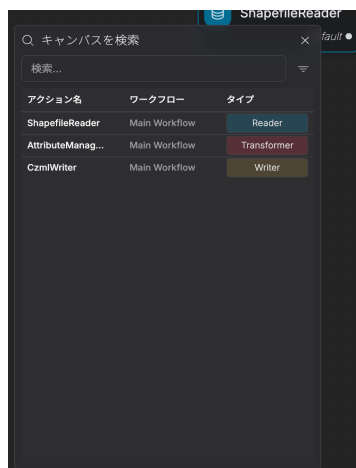 ShapefileReader
キャンバスを検索
fault
検索...
アクション名 ワークフロー タイプ
ShapefileReader Main Workflow Reader
AttributeManag... Main Workflow Transformer
CzmlWriter Main Workflow Writer